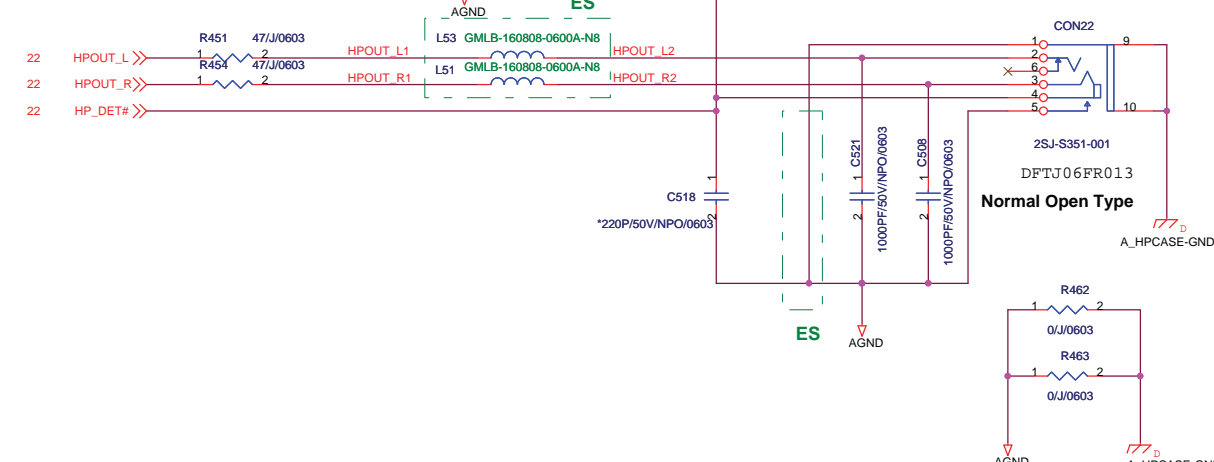 ES
AGND
R451 47/J/0603
L53 GMLB-160808-0600A-N8
CON22
22 HPOUT_L 1 2 HPOUT_L1 HPOUT_L2
1 9
2
R454 47/J/0603
L51 GMLB-160808-0600A-N8
6
22 HPOUT_R 1 2 HPOUT_R1 HPOUT_R2
3
4
22 HP_DET#
5 10
2SJ-S351-001
DFTJ06FR013
Normal Open Type
C518 1 2
*220P/50V/NPO/0603
C521 1 2
1000PF/50V/NPO/0603
C508 1 2
1000PF/50V/NPO/0603
D
A_HPCASE-GND
ES
AGND
R462
1 2
0/J/0603
R463
1 2
0/J/0603
D
AGND
A_HPCASE-GND